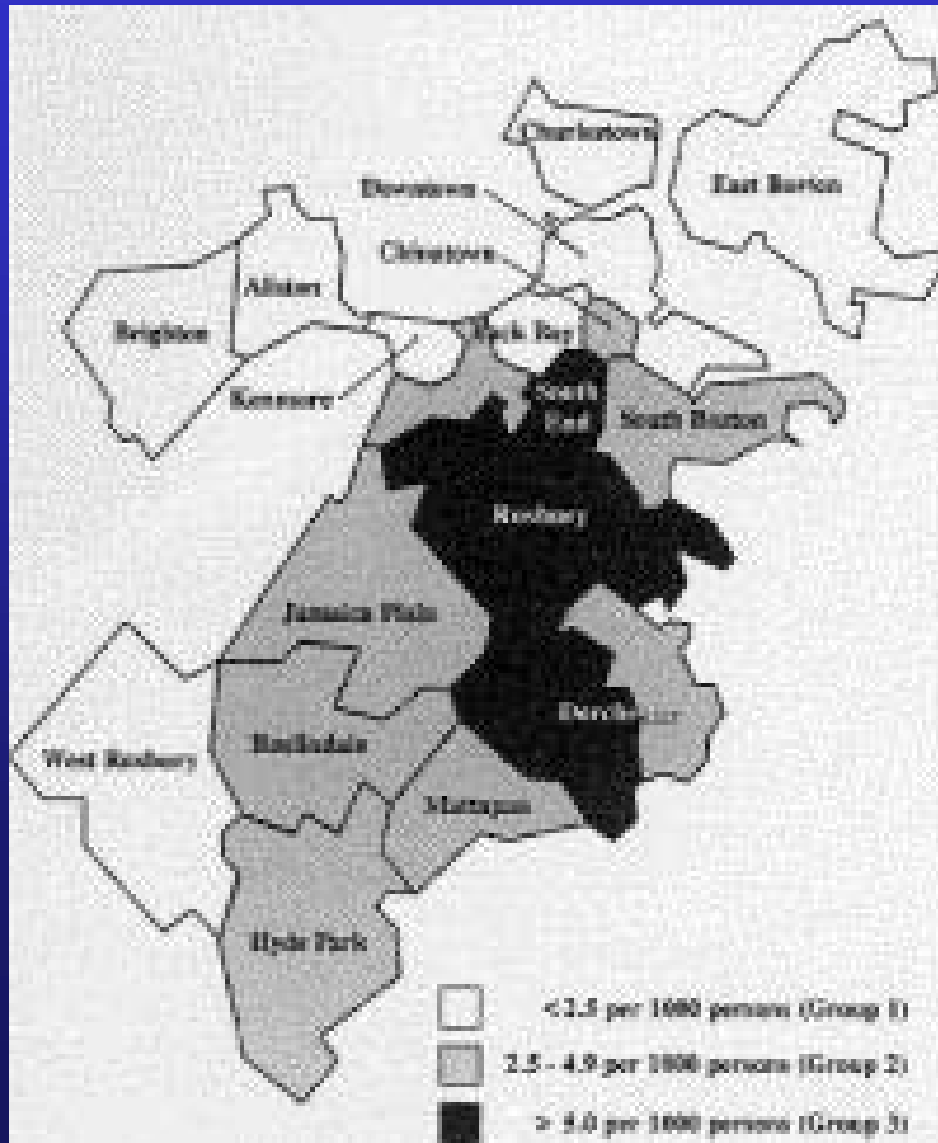 Charlestown
East Boston
Downtown
Chinatown
Allston
Brighton
Back Bay
Kenmore
South
End
South Boston
Roxbury
Jamaica Plain
Dorchester
West Roxbury
Roslindale
Mattapan
Hyde Park
<2.5 per 1000 persons (Group 1)
2.5 - 4.9 per 1000 persons (Group 2)
> 5.0 per 1000 persons (Group 3)